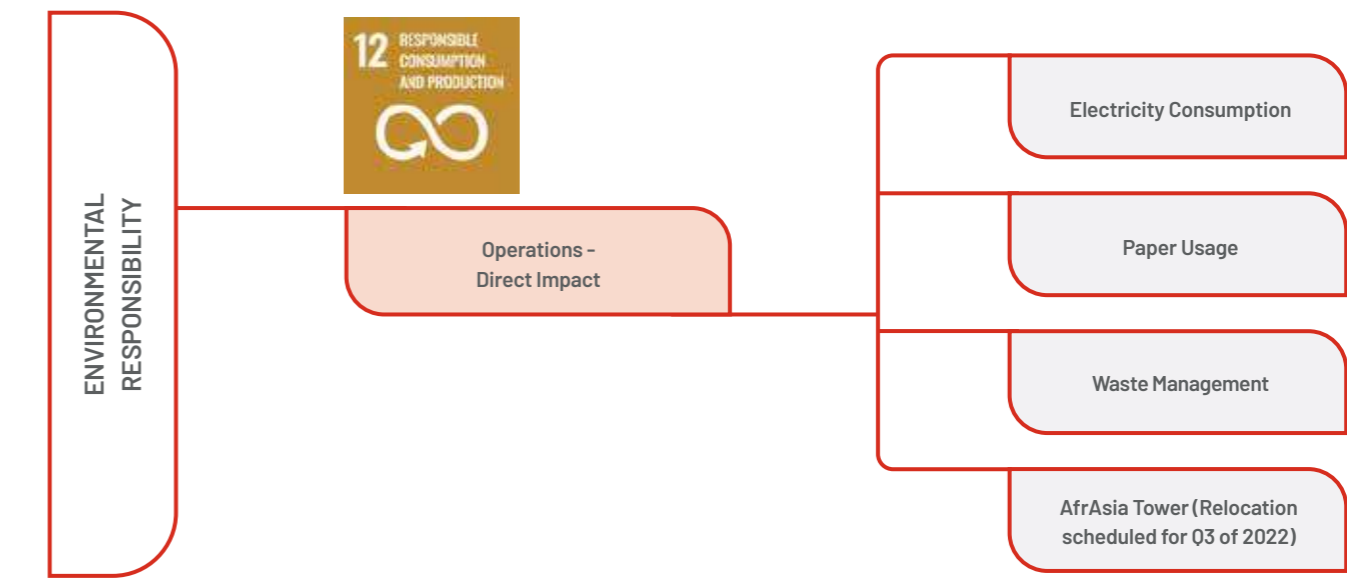 ENVIRONMENTAL
RESPONSIBILITY
12
RESPONSIBLE
CONSUMPTION
AND PRODUCTION
Operations -
Direct Impact
Electricity Consumption
Paper Usage
Waste Management
AfrAsia Tower (Relocation
scheduled for Q3 of 2022)